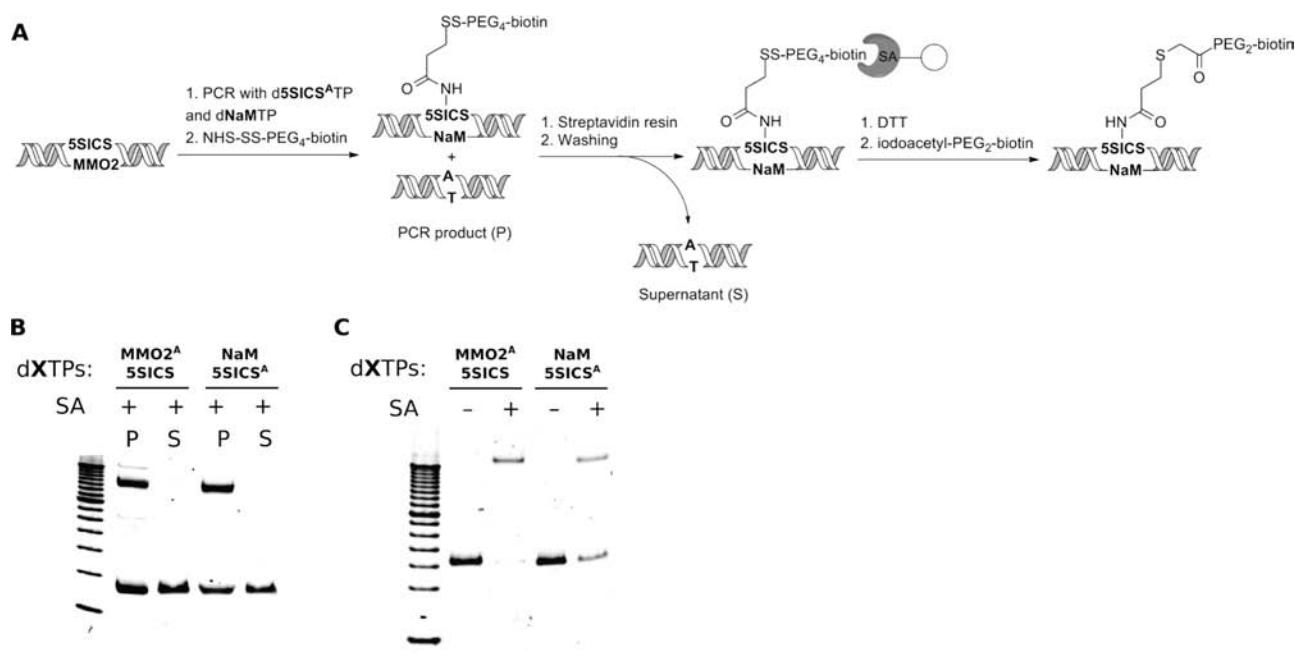 A
1. PCR with d5SICSᴬTP
and dNaMTP
2. NHS-SS-PEG₄-biotin
5SICS
MMO2
SS-PEG₄-biotin
O
NH
5SICS
NaM
+
A
T
PCR product (P)
1. Streptavidin resin
2. Washing
A
T
Supernatant (S)
SS-PEG₄-biotin
SA
O
NH
5SICS
NaM
1. DTT
2. iodoacetyl-PEG₂-biotin
S
PEG₂-biotin
O
HN
O
5SICS
NaM
B
dXTPs:
MMO2ᴬ
5SICS
NaM
5SICSᴬ
SA + + + +
P S P S
C
dXTPs:
MMO2ᴬ
5SICS
NaM
5SICSᴬ
SA – + – +